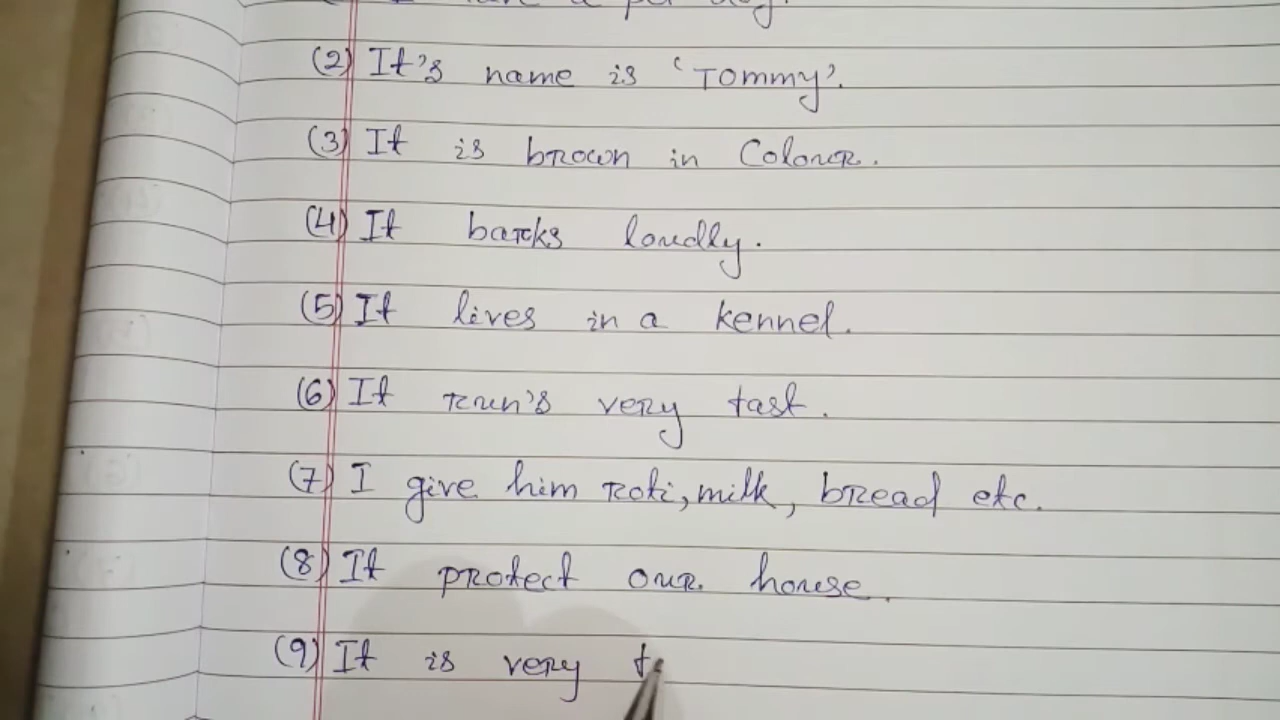 a pet dog.
(2) It's name is 'Tommy'.
(3) It is brown in Colour.
(4) It barks loudly.
(5) It lives in a kennel.
(6) It run's very fast.
(7) I give him roti, milk, bread etc.
(8) It protect our house.
(9) It is very